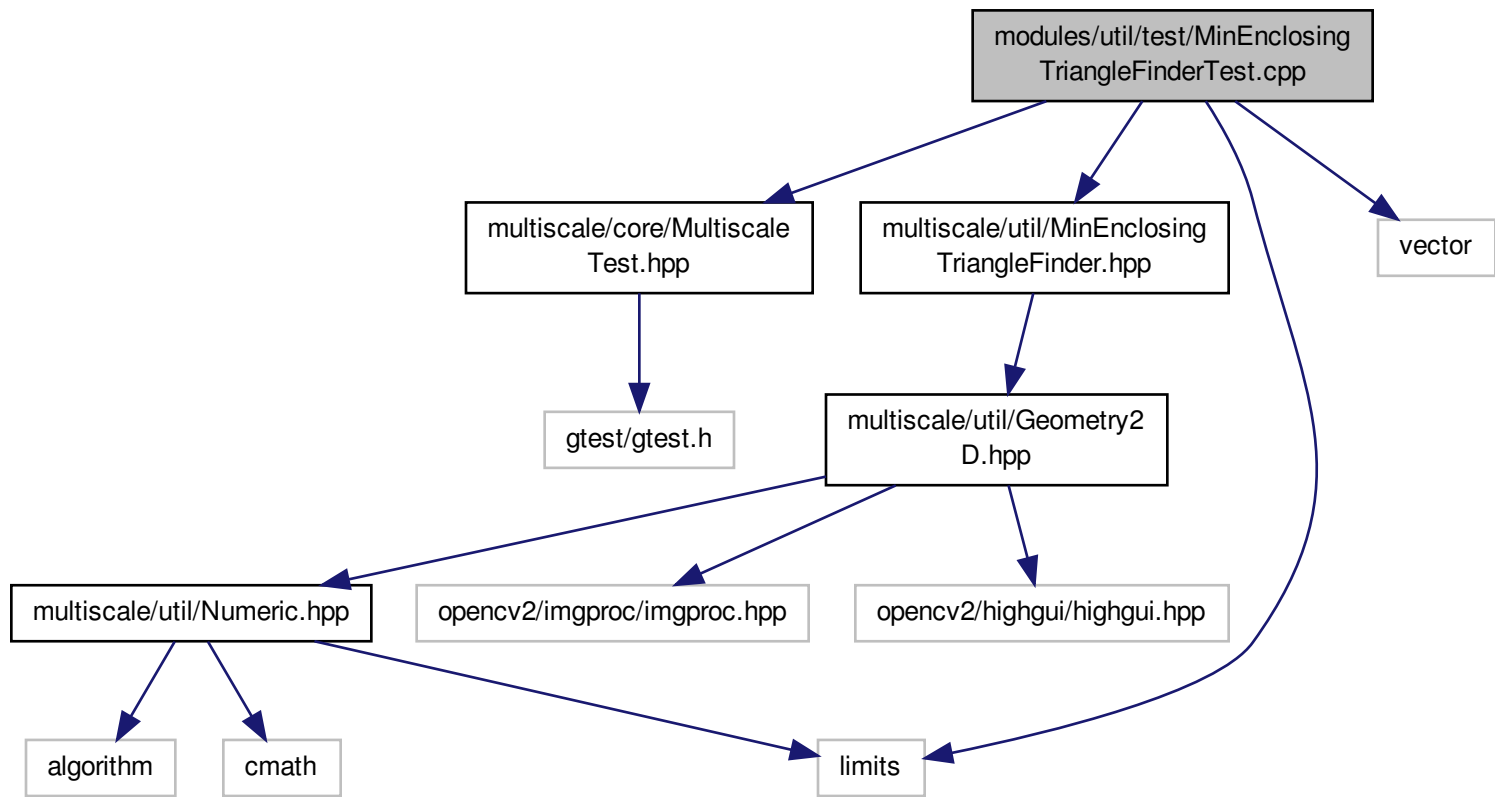 modules/util/test/MinEnclosing
TriangleFinderTest.cpp
multiscale/core/Multiscale
Test.hpp
multiscale/util/MinEnclosing
TriangleFinder.hpp
vector
gtest/gtest.h
multiscale/util/Geometry2
D.hpp
multiscale/util/Numeric.hpp
opencv2/imgproc/imgproc.hpp
opencv2/highgui/highgui.hpp
algorithm
cmath
limits